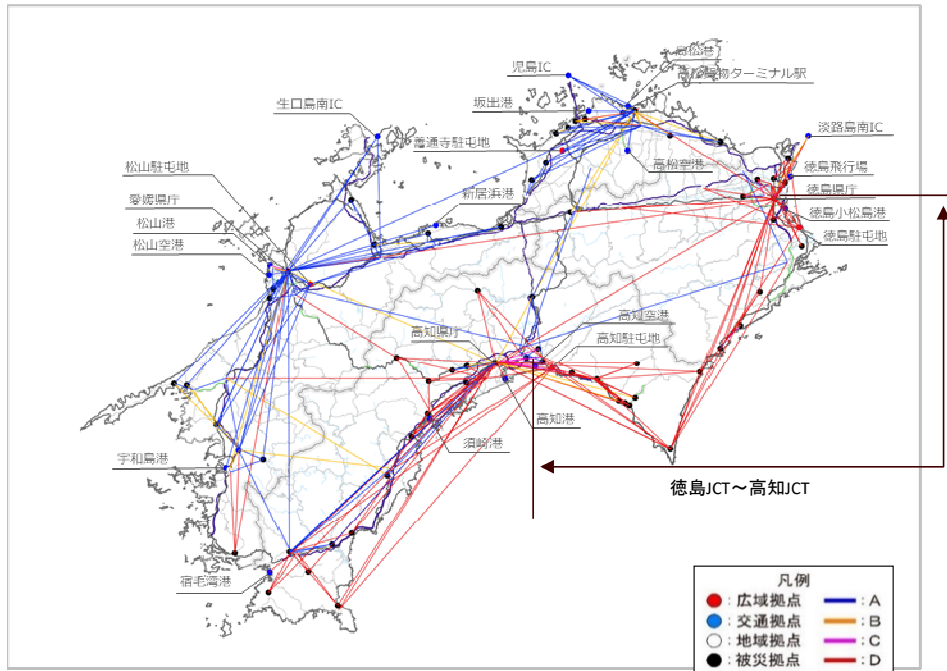 高松港
児島IC
高松貨物ターミナル駅
坂出港
生口島南IC
淡路島南IC
善通寺駐屯地
松山駐屯地
高松空港
徳島飛行場
愛媛県庁
新居浜港
徳島県庁
松山港
徳島小松島港
松山空港
徳島駐屯地
高知空港
高知県庁
高知駐屯地
高知港
須崎港
宇和島港
徳島JCT～高知JCT
宿毛湾港
凡例
：広域拠点 ：A
：交通拠点 ：B
：地域拠点 ：C
：被災拠点 ：D